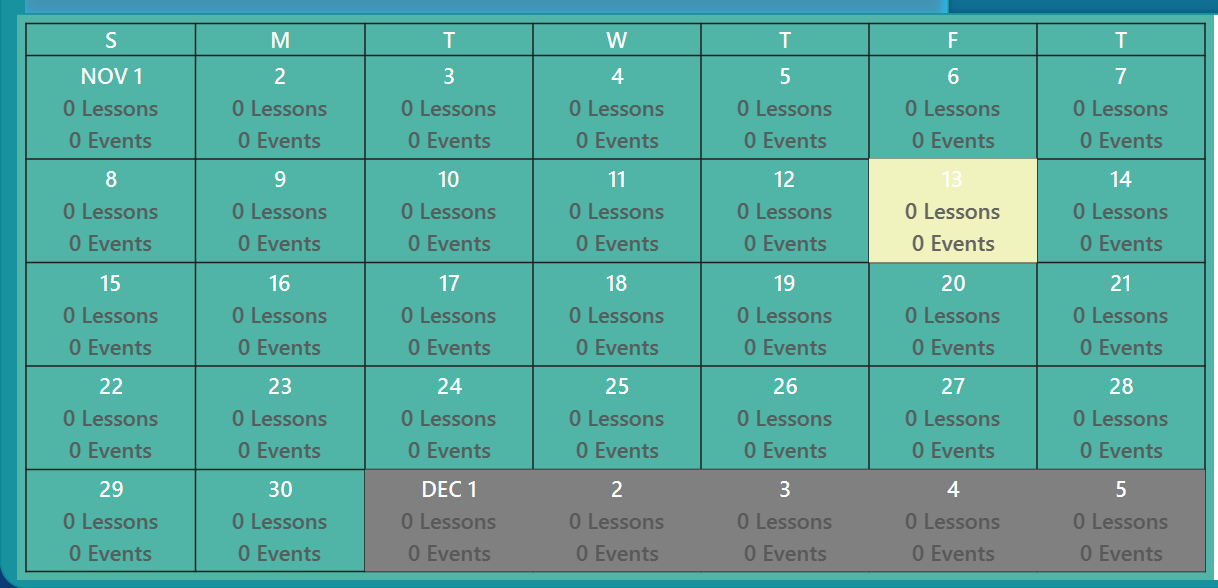 S M T W T F T
NOV 1 2 3 4 5 6 7
0 Lessons 0 Lessons 0 Lessons 0 Lessons 0 Lessons 0 Lessons 0 Lessons
0 Events 0 Events 0 Events 0 Events 0 Events 0 Events 0 Events
8 9 10 11 12 13 14
0 Lessons 0 Lessons 0 Lessons 0 Lessons 0 Lessons 0 Lessons 0 Lessons
0 Events 0 Events 0 Events 0 Events 0 Events 0 Events 0 Events
15 16 17 18 19 20 21
0 Lessons 0 Lessons 0 Lessons 0 Lessons 0 Lessons 0 Lessons 0 Lessons
0 Events 0 Events 0 Events 0 Events 0 Events 0 Events 0 Events
22 23 24 25 26 27 28
0 Lessons 0 Lessons 0 Lessons 0 Lessons 0 Lessons 0 Lessons 0 Lessons
0 Events 0 Events 0 Events 0 Events 0 Events 0 Events 0 Events
29 30 DEC 1 2 3 4 5
0 Lessons 0 Lessons 0 Lessons 0 Lessons 0 Lessons 0 Lessons 0 Lessons
0 Events 0 Events 0 Events 0 Events 0 Events 0 Events 0 Events